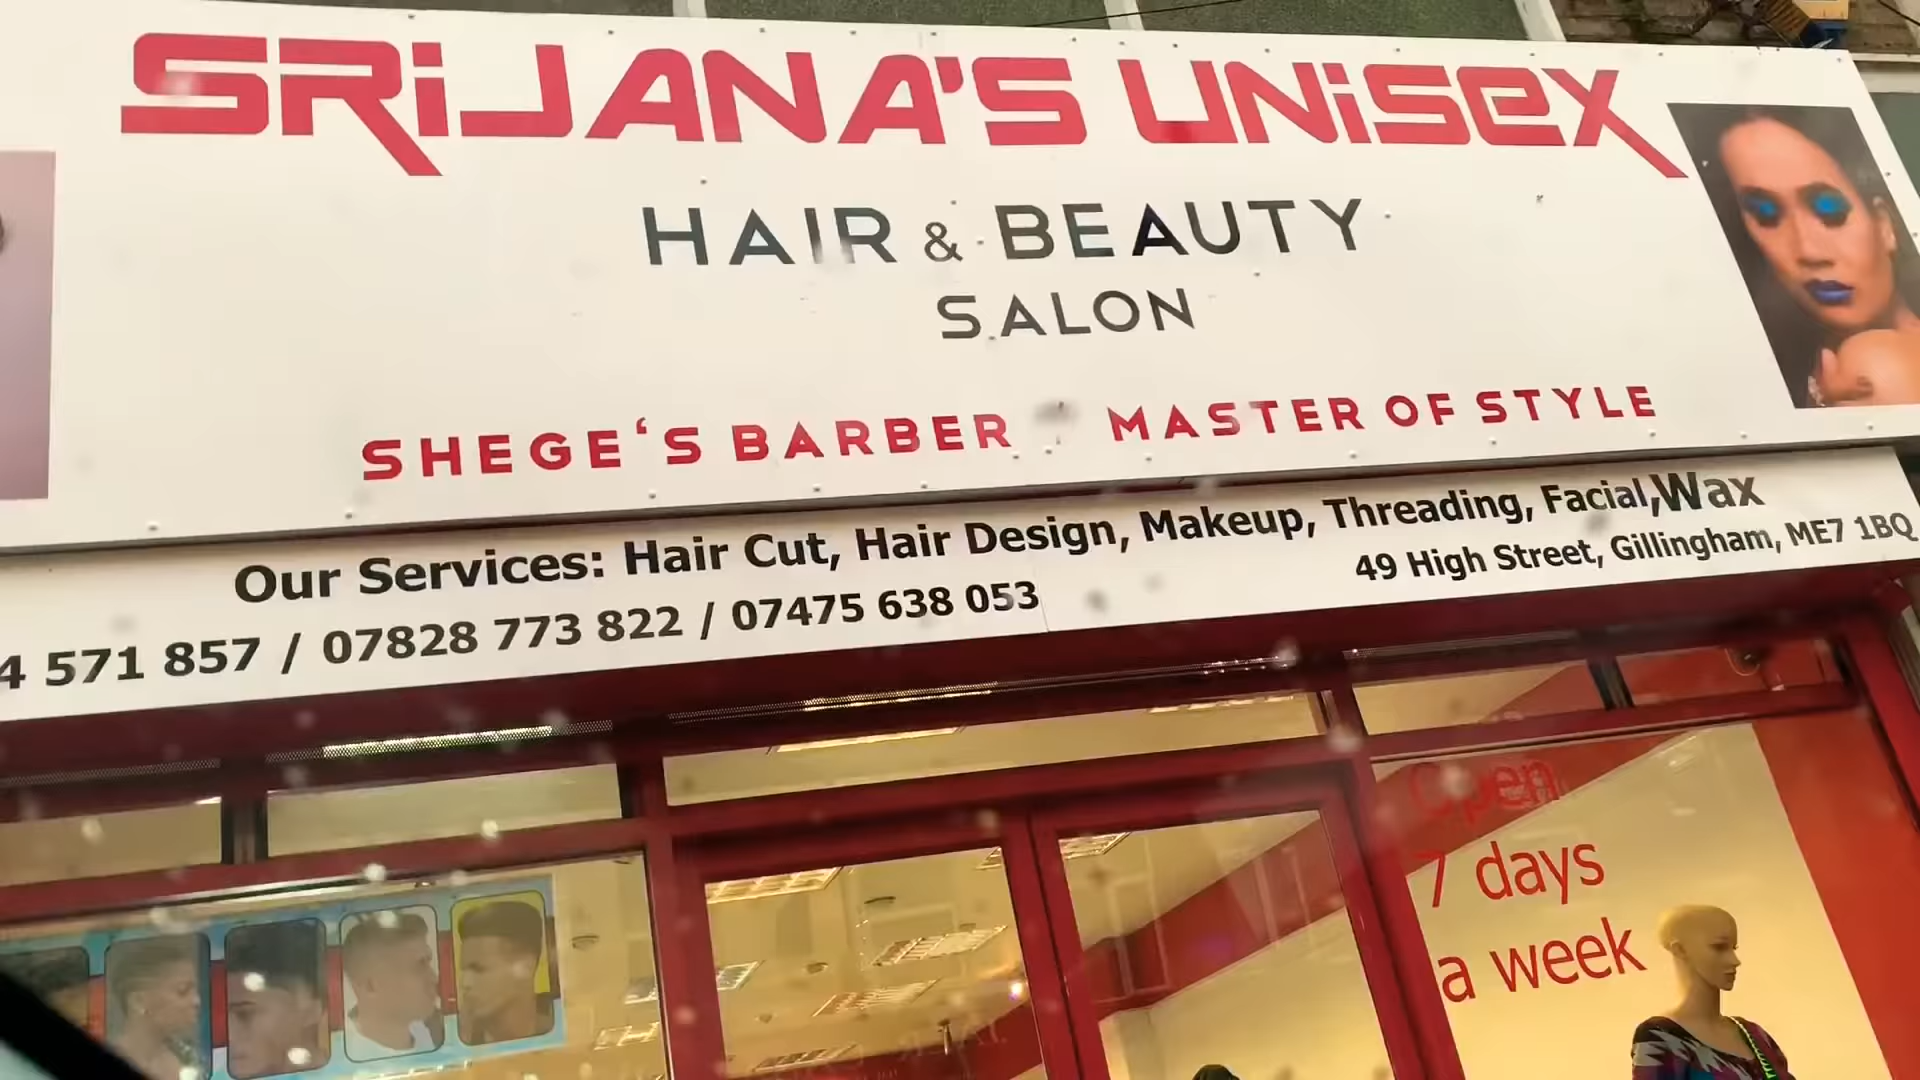 SRiJANA'S UNiSEX
HAIR & BEAUTY
SALON
SHEGE'S BARBER MASTER OF STYLE
Our Services: Hair Cut, Hair Design, Makeup, Threading, Facial, Wax
49 High Street, Gillingham, ME7 1BQ
4 571 857 / 07828 773 822 / 07475 638 053
Open
7 days
a week